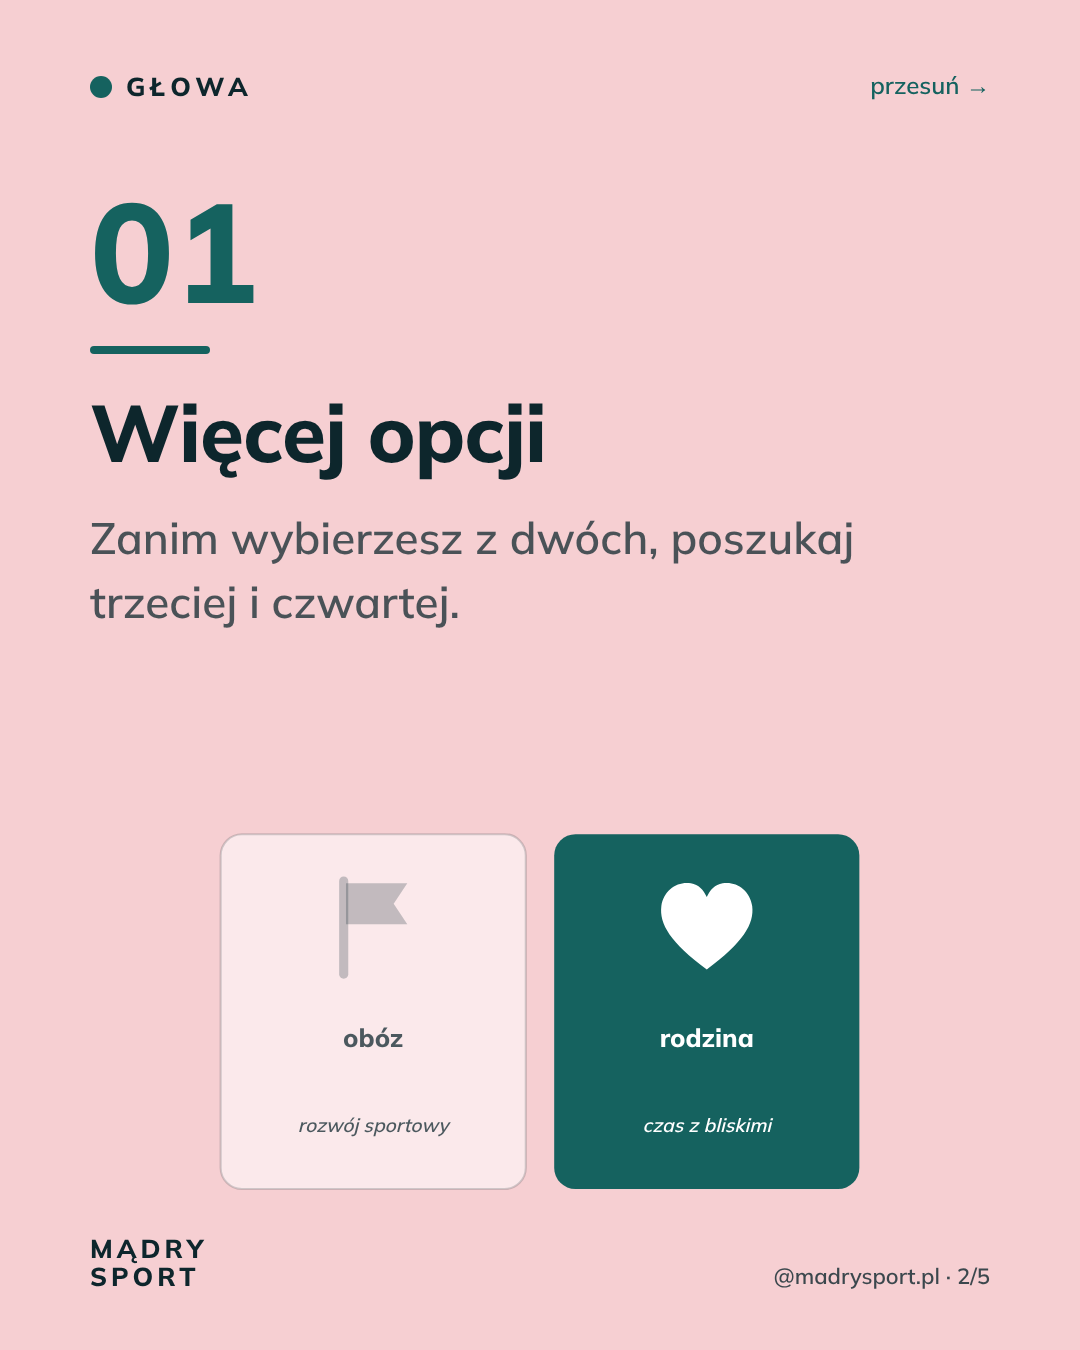 GŁOWA
przesuń →
01
Więcej opcji
Zanim wybierzesz z dwóch, poszukaj
trzeciej i czwartej.
obóz
rozwój sportowy
rodzina
czas z bliskimi
MĄDRY
SPORT
@madrysport.pl · 2/5